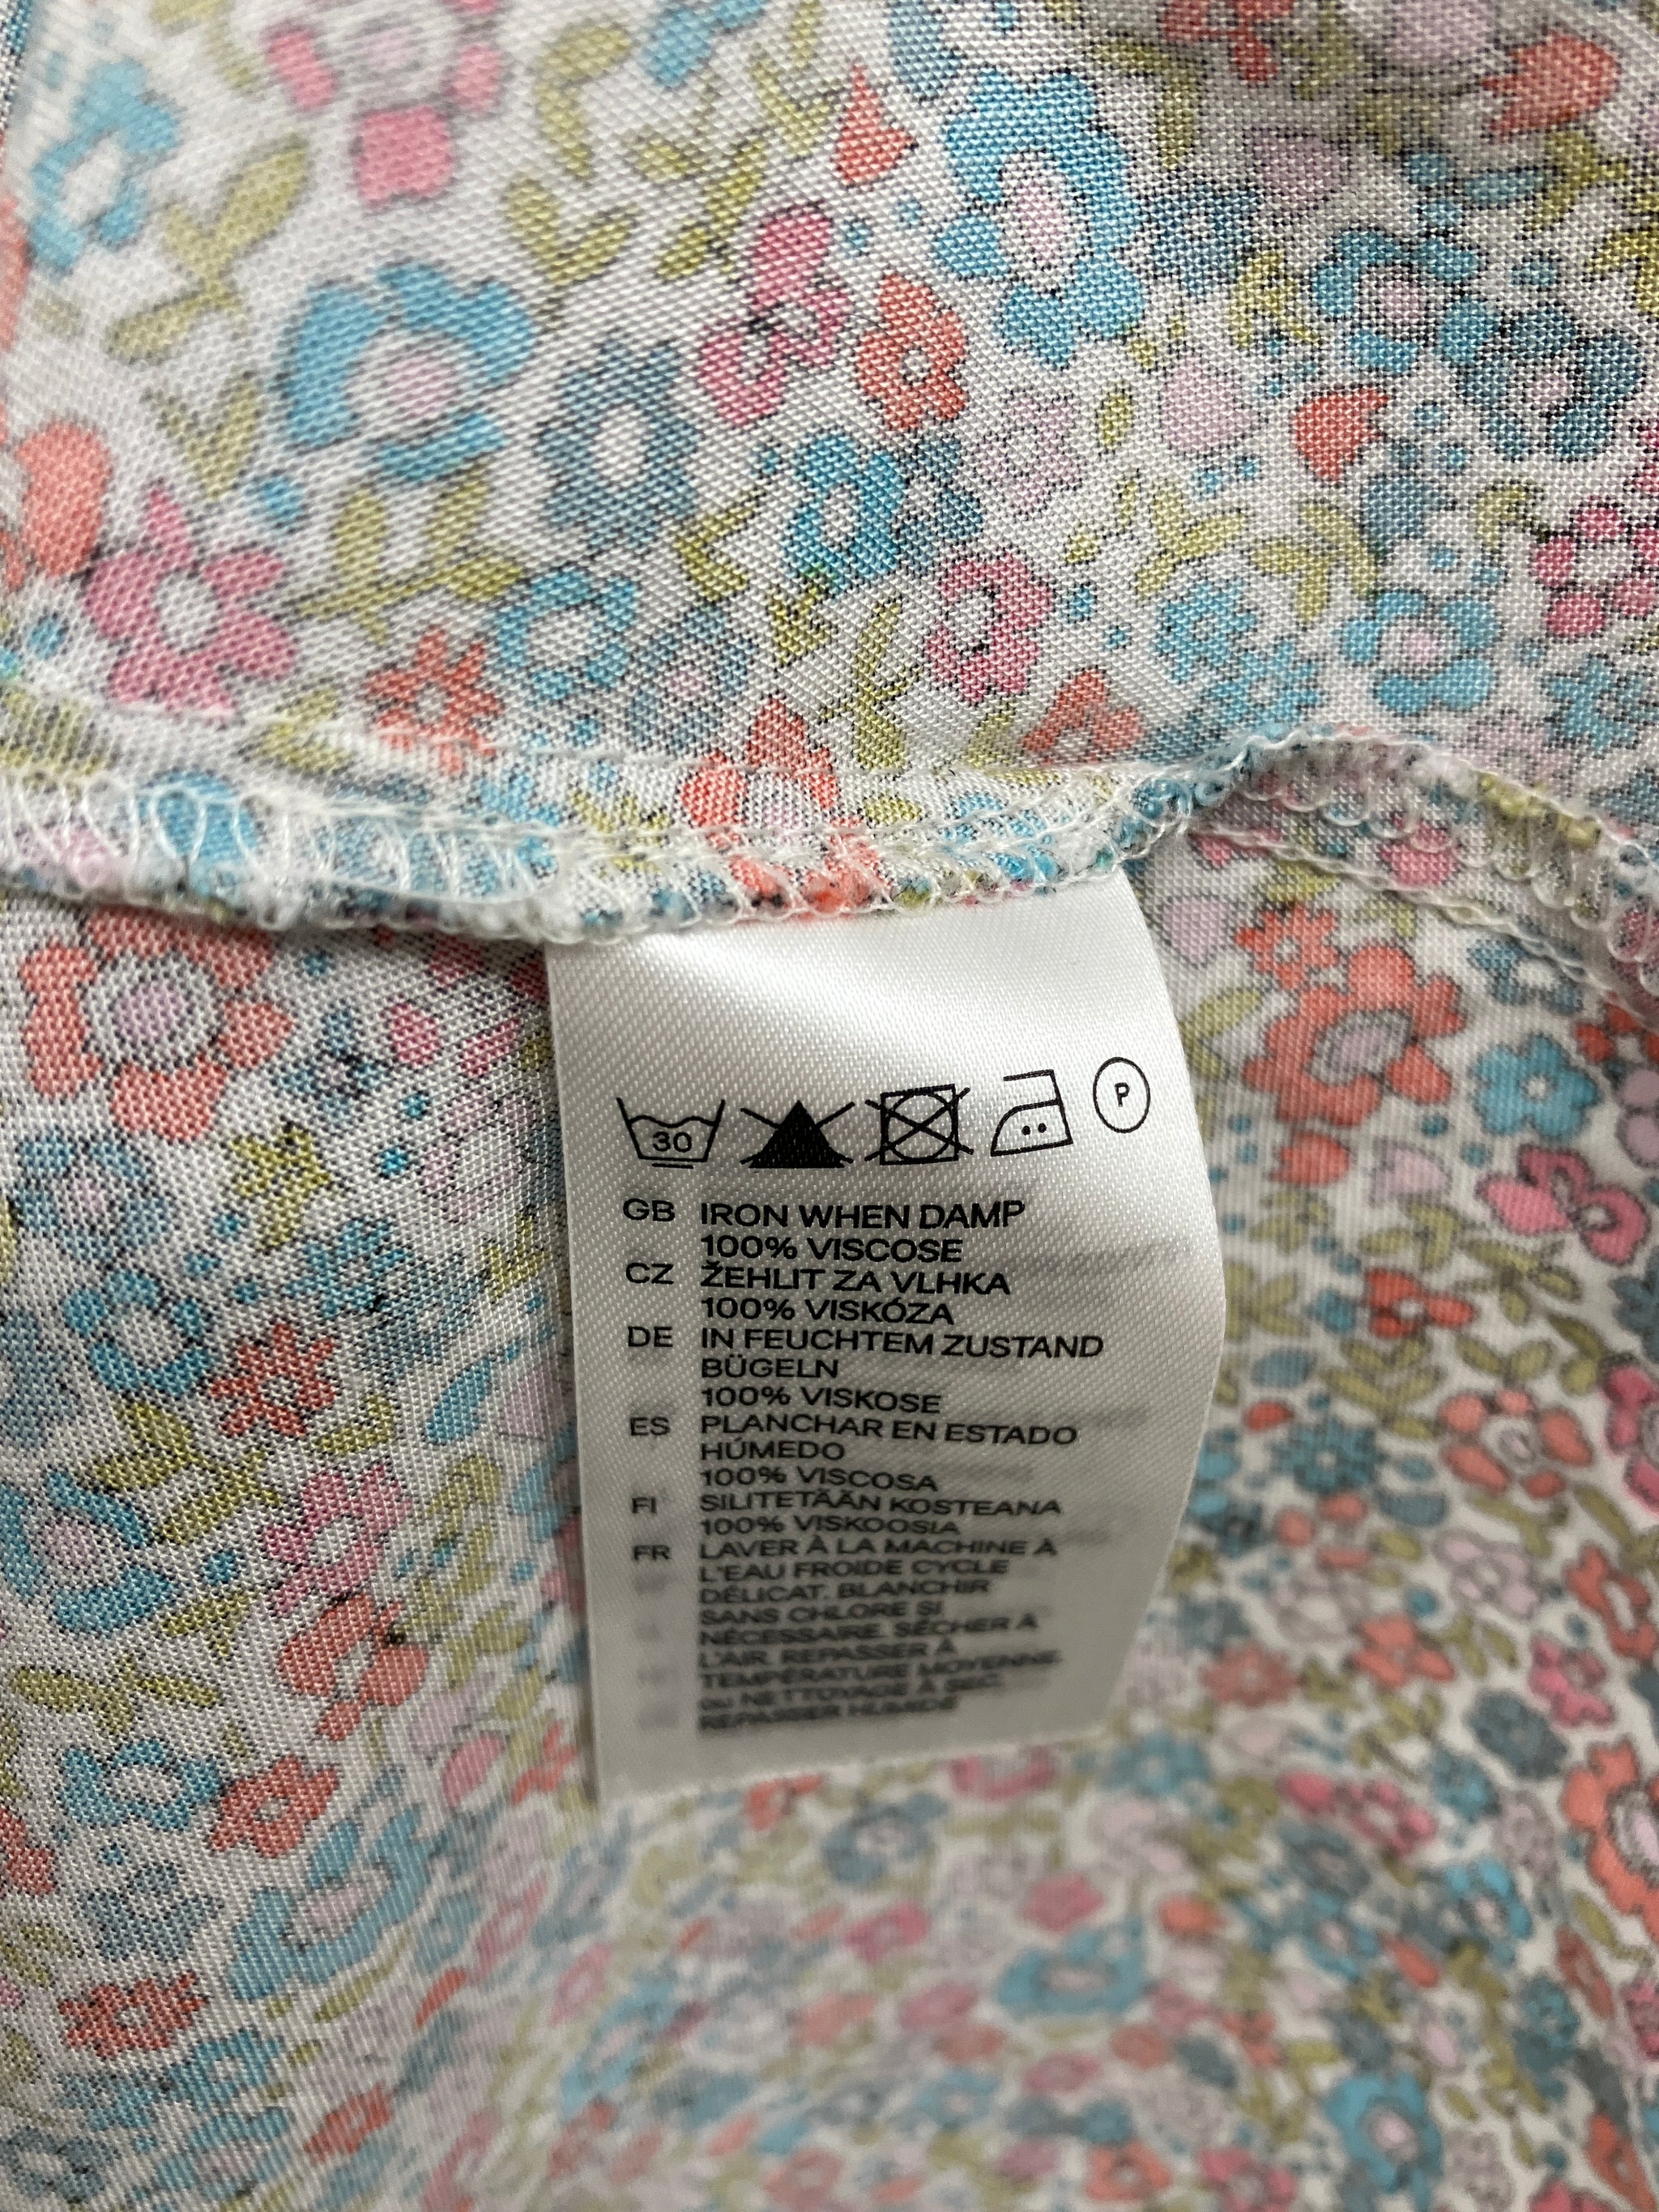 30 P
GB IRON WHEN DAMP
100% VISCOSE
CZ ŽEHLIT ZA VLHKA
100% VISKÓZA
DE IN FEUCHTEM ZUSTAND
BÜGELN
100% VISKOSE
ES PLANCHAR EN ESTADO
HÚMEDO
100% VISCOSA
FI SILITETÄÄN KOSTEANA
100% VISKOOSIA
FR LAVER À LA MACHINE À
L'EAU FROIDE CYCLE
DÉLICAT. BLANCHIR
SANS CHLORE SI
NÉCESSAIRE. SÉCHER À
L'AIR. REPASSER À
TEMPÉRATURE MOYENNE.
ou NETTOYAGE À SEC.
REPASSER HUMIDE